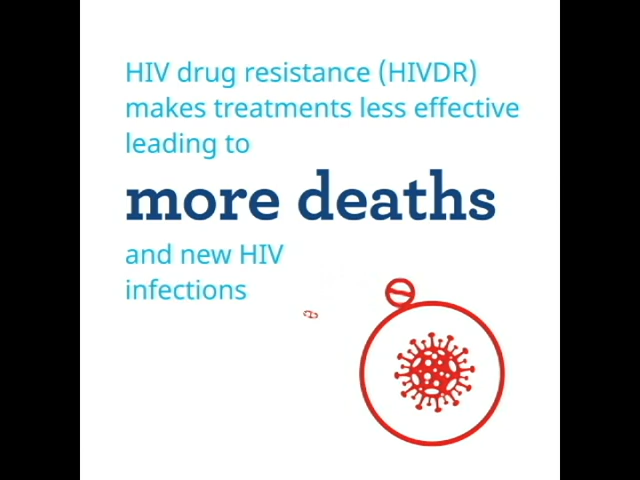 HIV drug resistance (HIVDR)
makes treatments less effective
leading to
more deaths
and new HIV
infections